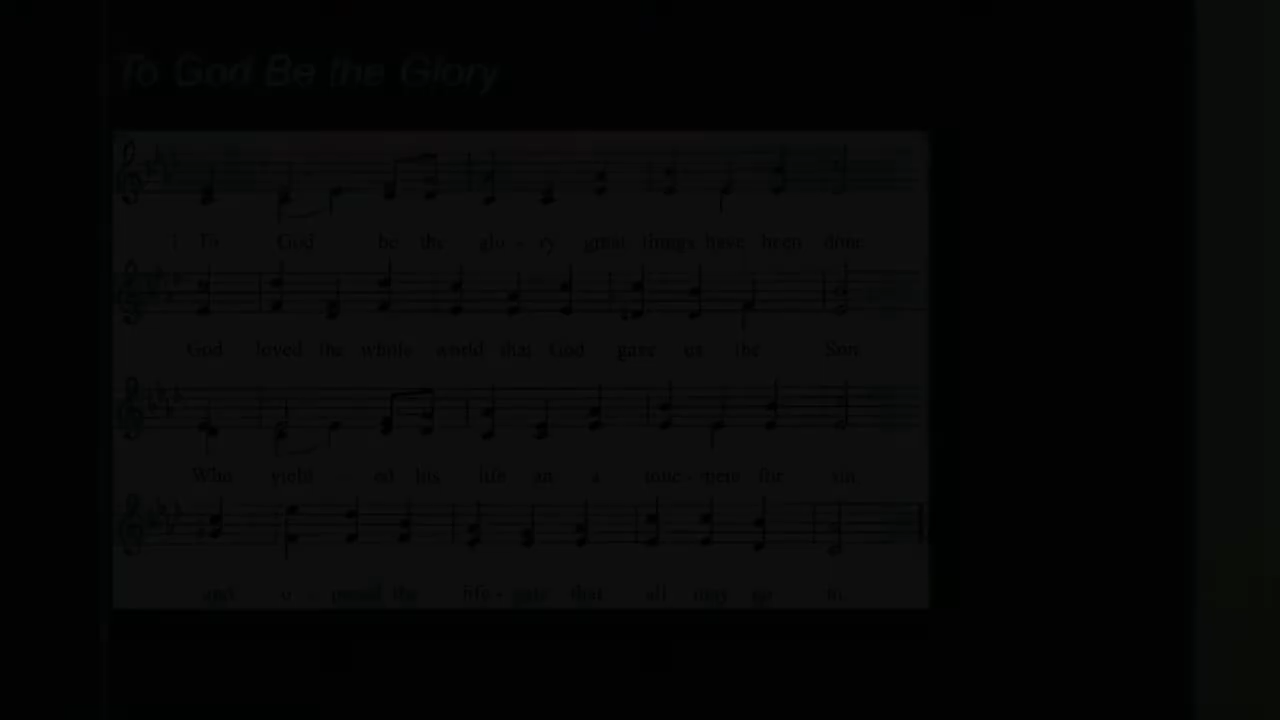 To God Be the Glory
1 To God be the glo - ry great things have been done
God loved the whole world that God gave us the Son
Who yield - ed his life an a - tone - ment for sin
and o - pened the life - gate that all may go in.